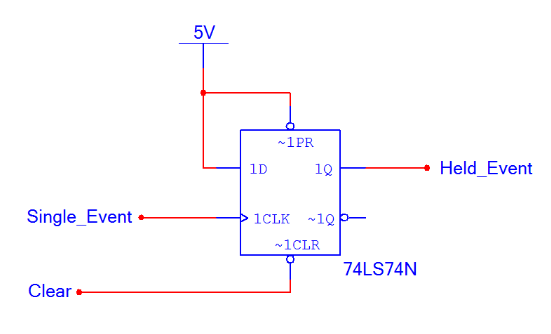 5V
~1PR
1D 1Q Held_Event
Single_Event 1CLK ~1Q
~1CLR
74LS74N
Clear